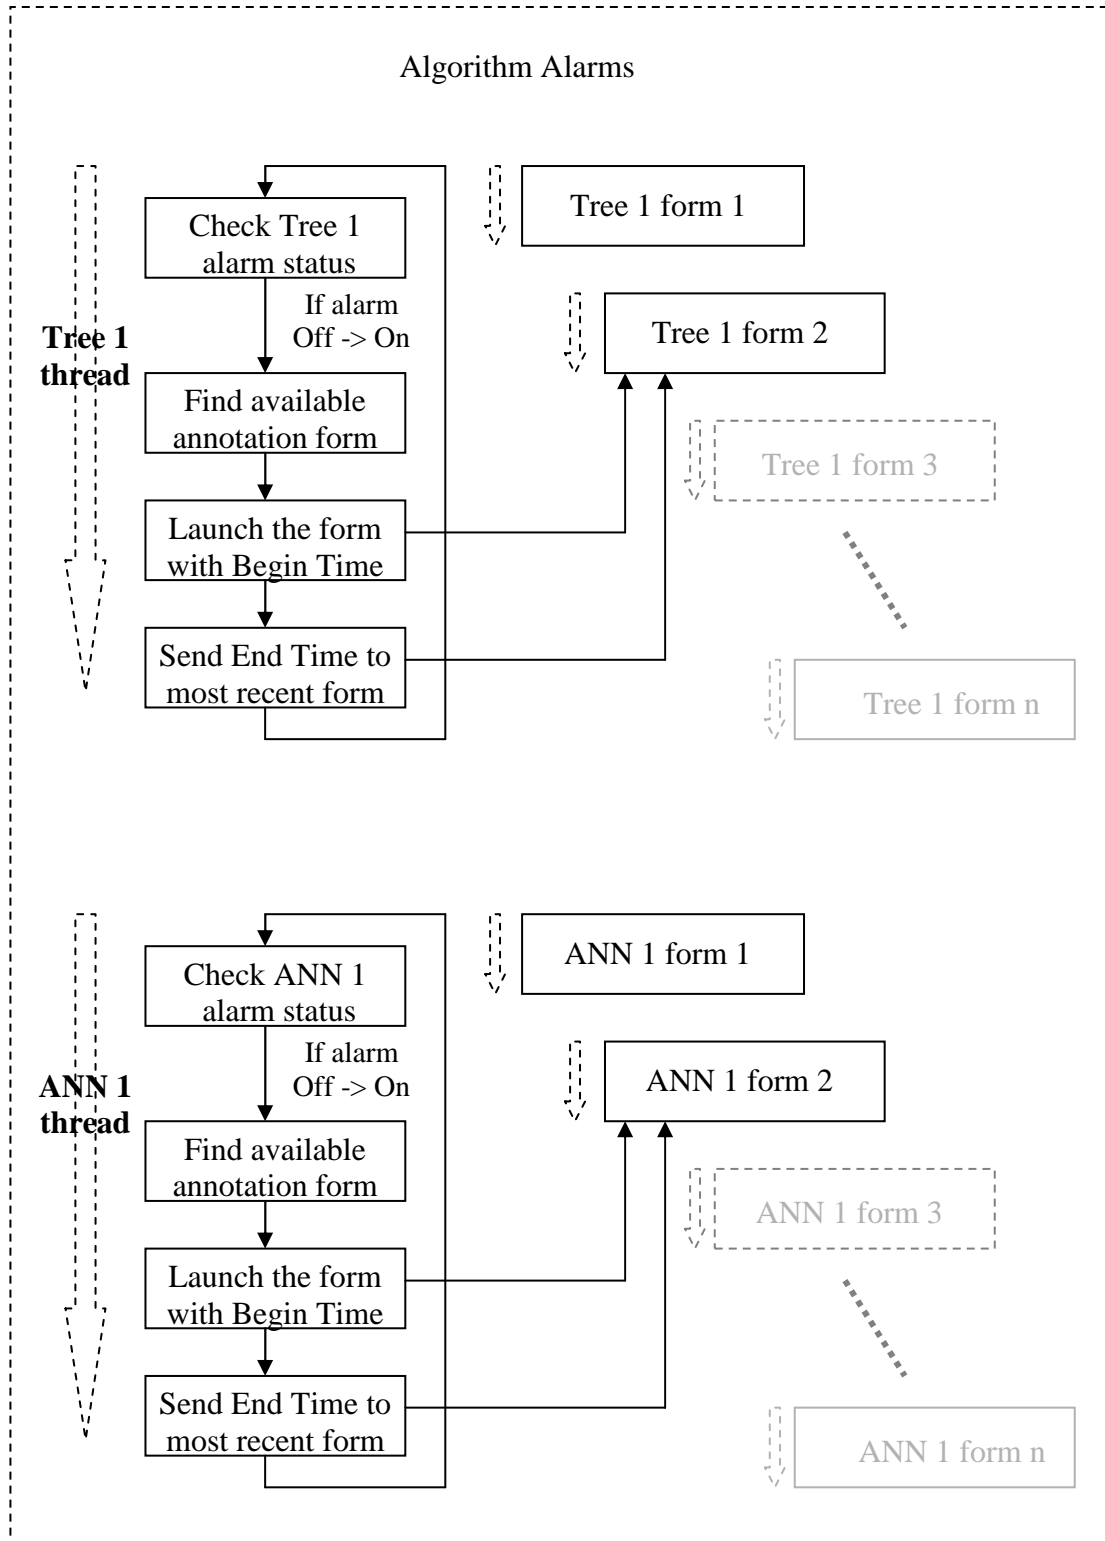 Algorithm Alarms
Check Tree 1
alarm status
If alarm
Off -> On
Tree 1
thread
Find available
annotation form
Launch the form
with Begin Time
Send End Time to
most recent form
Tree 1 form 1
Tree 1 form 2
Tree 1 form 3
Tree 1 form n
Check ANN 1
alarm status
If alarm
Off -> On
ANN 1
thread
Find available
annotation form
Launch the form
with Begin Time
Send End Time to
most recent form
ANN 1 form 1
ANN 1 form 2
ANN 1 form 3
ANN 1 form n